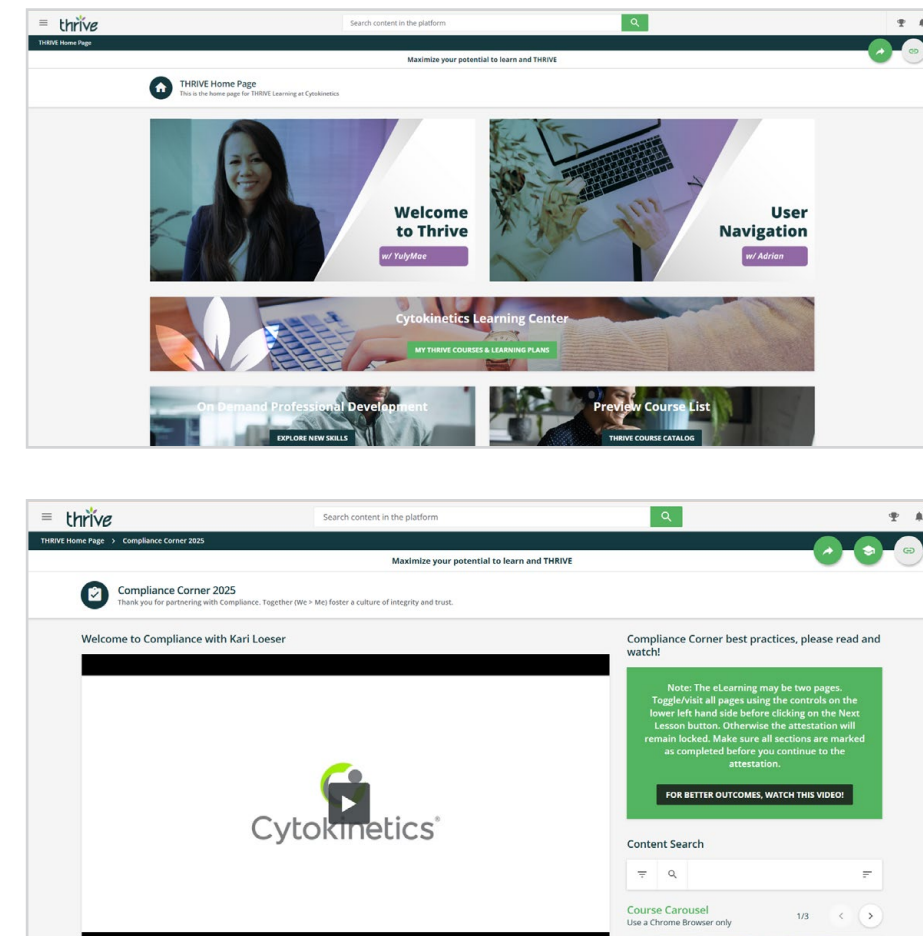 thrive
Search content in the platform
THRIVE Home Page
Maximize your potential to learn and THRIVE
THRIVE Home Page
This is the home page for THRIVE Learning at Cytokinetics
Welcome
to Thrive
w/ YulyMae
User
Navigation
w/ Adrian
Cytokinetics Learning Center
MY THRIVE COURSES & LEARNING PLANS
On Demand Professional Development
EXPLORE NEW SKILLS
Preview Course List
THRIVE COURSE CATALOG
thrive
Search content in the platform
THRIVE Home Page > Compliance Corner 2025
Maximize your potential to learn and THRIVE
Compliance Corner 2025
Thank you for partnering with Compliance. Together (We > Me) foster a culture of integrity and trust.
Welcome to Compliance with Kari Loeser
Cytokinetics®
Compliance Corner best practices, please read and
watch!
Note: The eLearning may be two pages.
Toggle/visit all pages using the controls on the
lower left hand side before clicking on the Next
Lesson button. Otherwise the attestation will
remain locked. Make sure all sections are marked
as completed before you continue to the
attestation.
FOR BETTER OUTCOMES, WATCH THIS VIDEO!
Content Search
Course Carousel
Use a Chrome Browser only
1/3